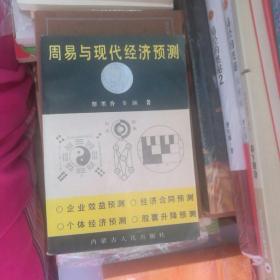 周易与现代经济预测
著
○企业效益预测 ○经济合同预测
○个体经济预测 ○股票升降预测
内蒙古人民出版社